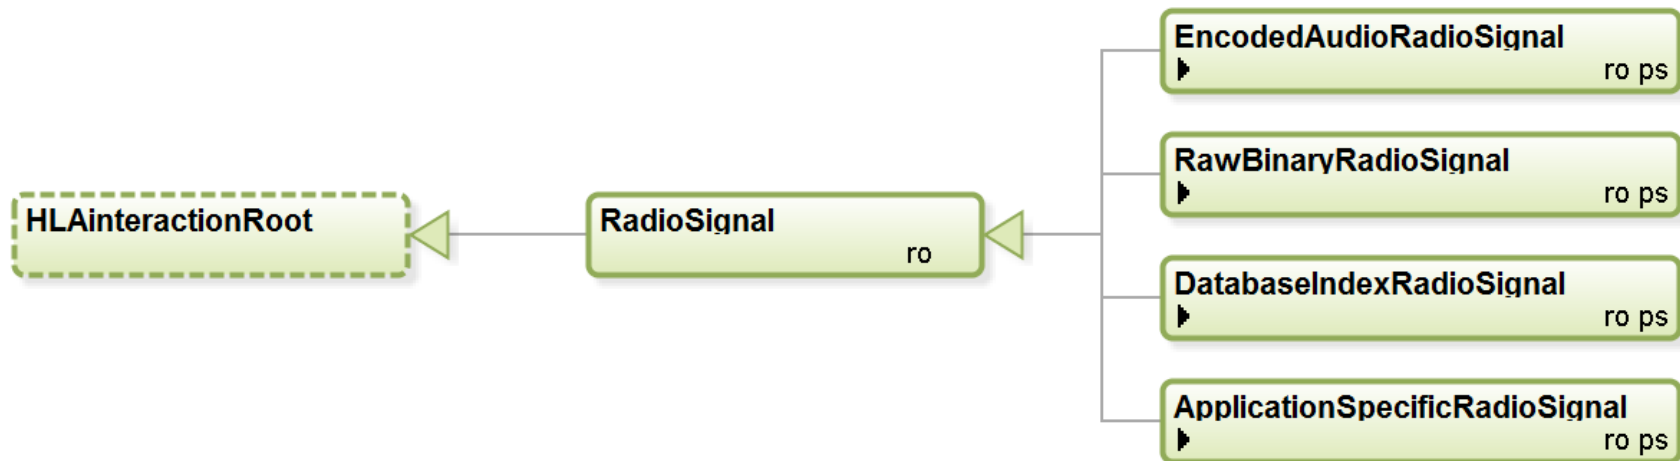 HLAinteractionRoot
RadioSignal
ro
EncodedAudioRadioSignal
ro ps
RawBinaryRadioSignal
ro ps
DatabaseIndexRadioSignal
ro ps
ApplicationSpecificRadioSignal
ro ps